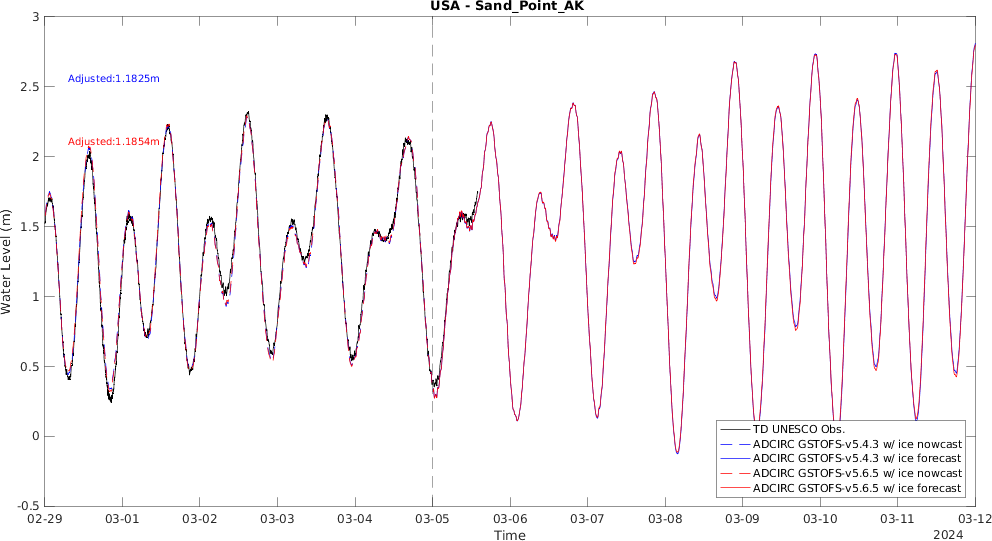 USA - Sand_Point_AK
3
2.5
2
1.5
1
0.5
0
-0.5
Water Level (m)
Adjusted:1.1825m
Adjusted:1.1854m
TD UNESCO Obs.
ADCIRC GSTOFS-v5.4.3 w/ ice nowcast
ADCIRC GSTOFS-v5.4.3 w/ ice forecast
ADCIRC GSTOFS-v5.6.5 w/ ice nowcast
ADCIRC GSTOFS-v5.6.5 w/ ice forecast
02-29 03-01 03-02 03-03 03-04 03-05 03-06 03-07 03-08 03-09 03-10 03-11 03-12
Time
2024